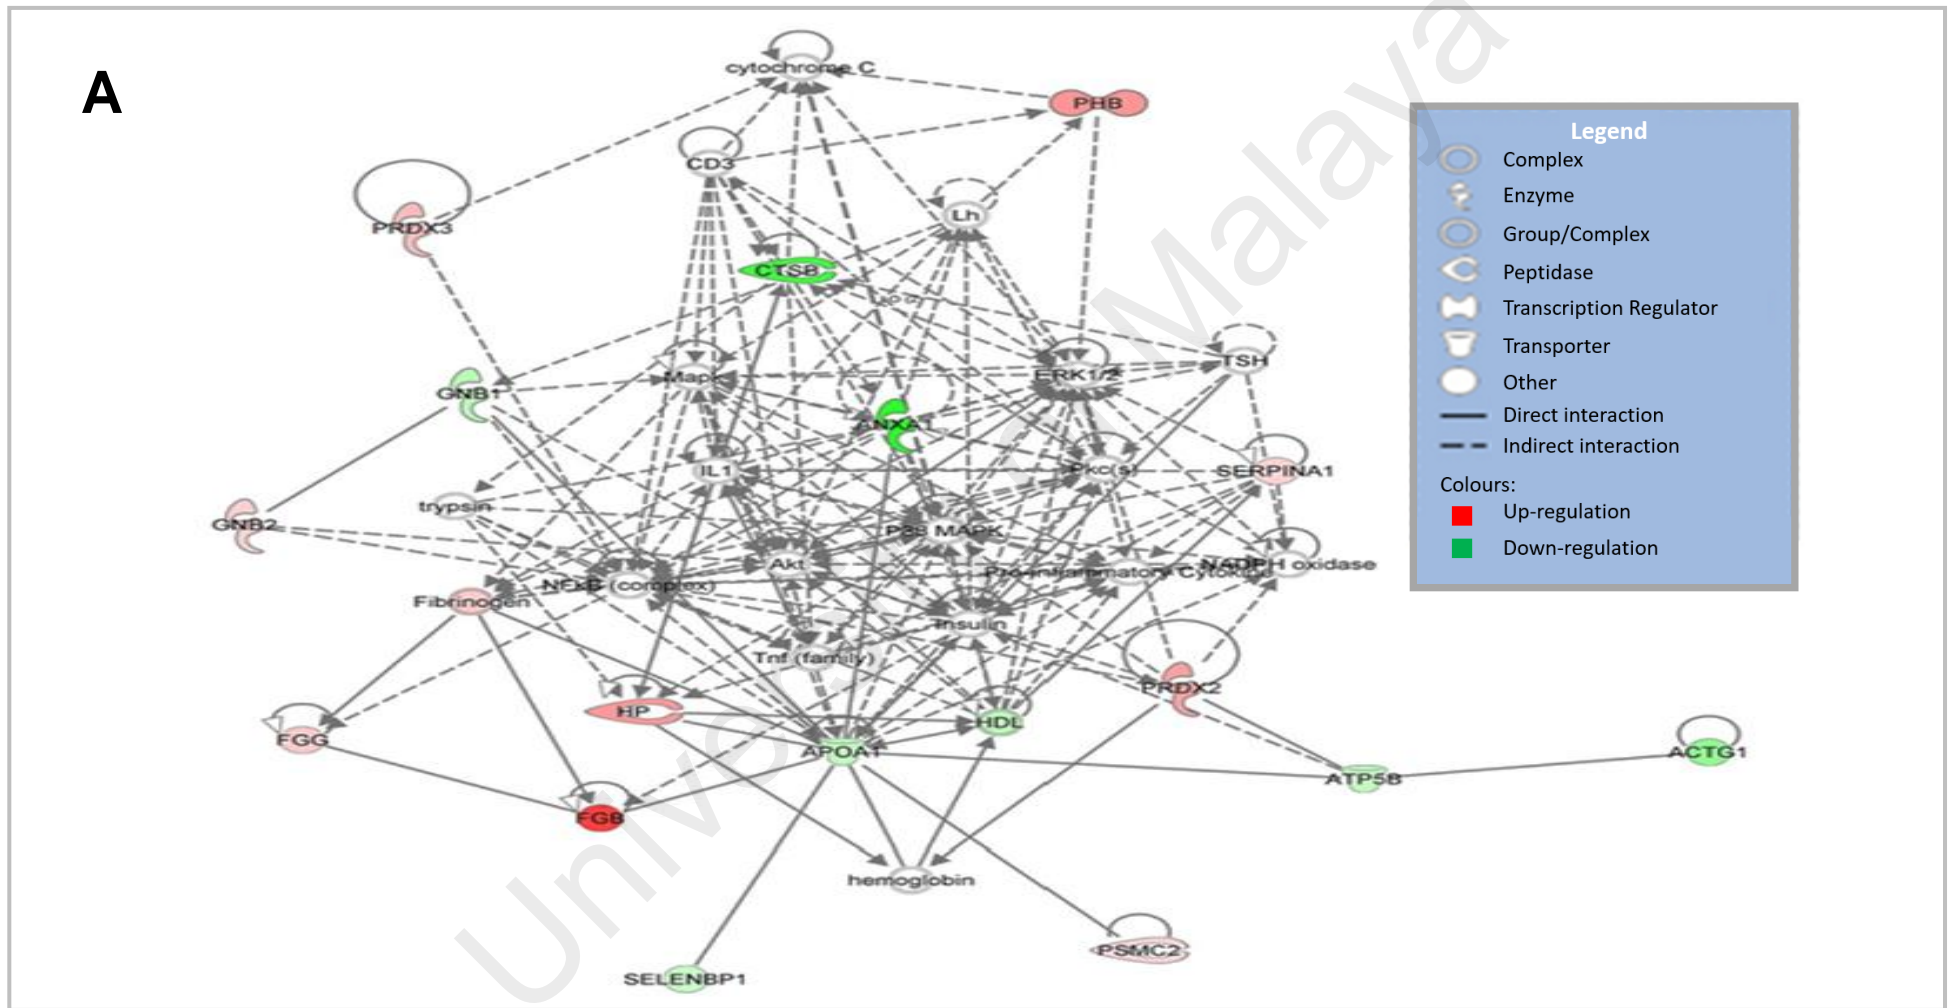 A
cytochrome C
PHB
CD3
PRDX3
Lh
CTSB
TSH
Mapk
ERK1/2
GNB1
ANXA1
IL1
Pkc(s)
SERPINA1
trypsin
GNB2
P38 MAPK
Akt
NADPH oxidase
Pro-inflammatory Cytokine
NFkB (complex)
Fibrinogen
Insulin
Tnf (family)
PRDX2
HP
HDL
FGG
APOA1
ACTG1
ATP5B
FGB
hemoglobin
PSMC2
SELENBP1
Legend
Complex
Enzyme
Group/Complex
Peptidase
Transcription Regulator
Transporter
Other
Direct interaction
Indirect interaction
Colours:
Up-regulation
Down-regulation
Malaya